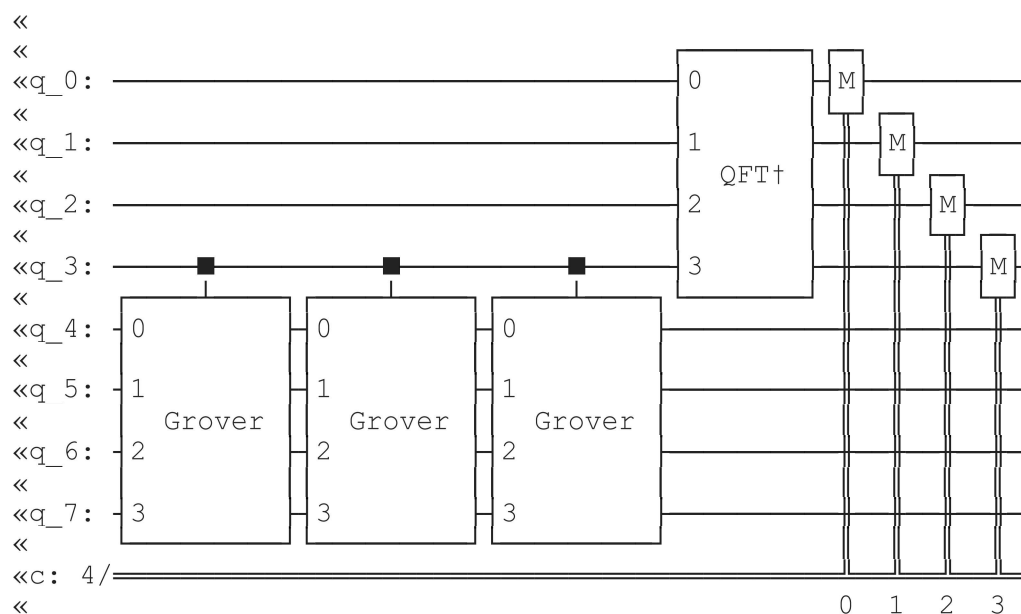 «
«
«q_0: 0 M
«
«q_1: 1 M
« QFT†
«q_2: 2 M
«
«q_3: 3 M
«
«q_4: 0 0 0
«
«q 5: 1 1 1
« Grover Grover Grover
«q_6: 2 2 2
«
«q_7: 3 3 3
«
«c: 4/
« 0 1 2 3